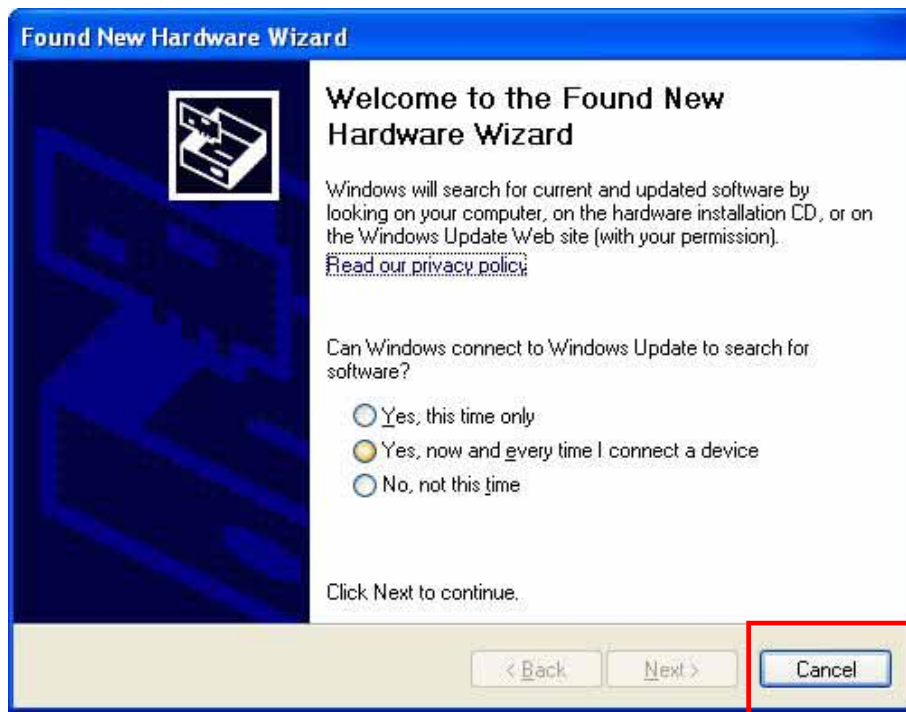 Found New Hardware Wizard
Welcome to the Found New
Hardware Wizard
Windows will search for current and updated software by
looking on your computer, on the hardware installation CD, or on
the Windows Update Web site (with your permission).
Read our privacy policy
Can Windows connect to Windows Update to search for
software?
Yes, this time only
Yes, now and every time I connect a device
No, not this time
Click Next to continue.
< Back Next > Cancel